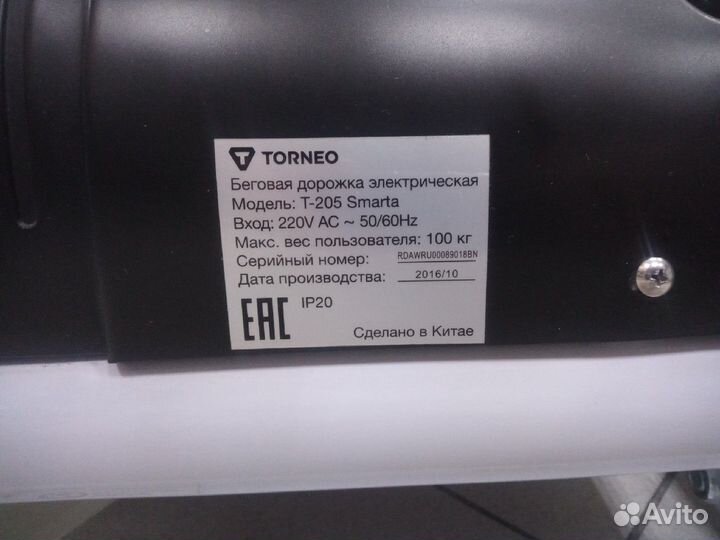 TORNEO
Беговая дорожка электрическая
Модель: T-205 Smarta
Вход: 220V AC ~ 50/60Hz
Макс. вес пользователя: 100 кг
Серийный номер: RDAWRU00089018BN
Дата производства: 2016/10
EAC IP20
Сделано в Китае
Avito